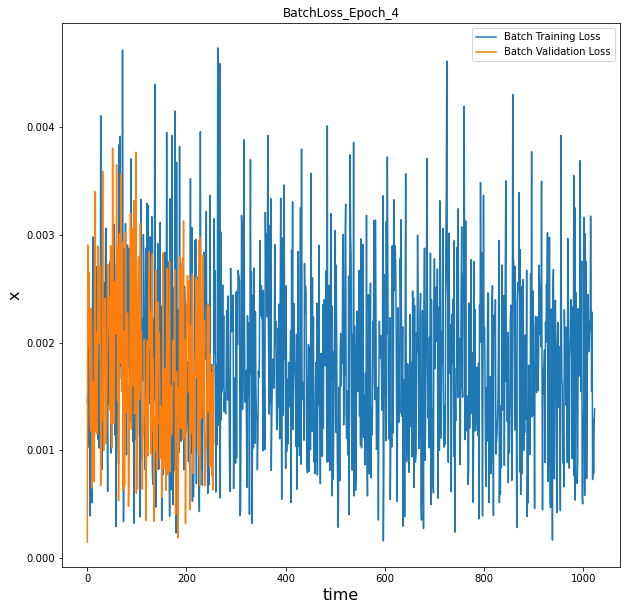 BatchLoss_Epoch_4
Batch Training Loss
Batch Validation Loss
0.004
0.003
0.002
0.001
0.000
x
0 200 400 600 800 1000
time